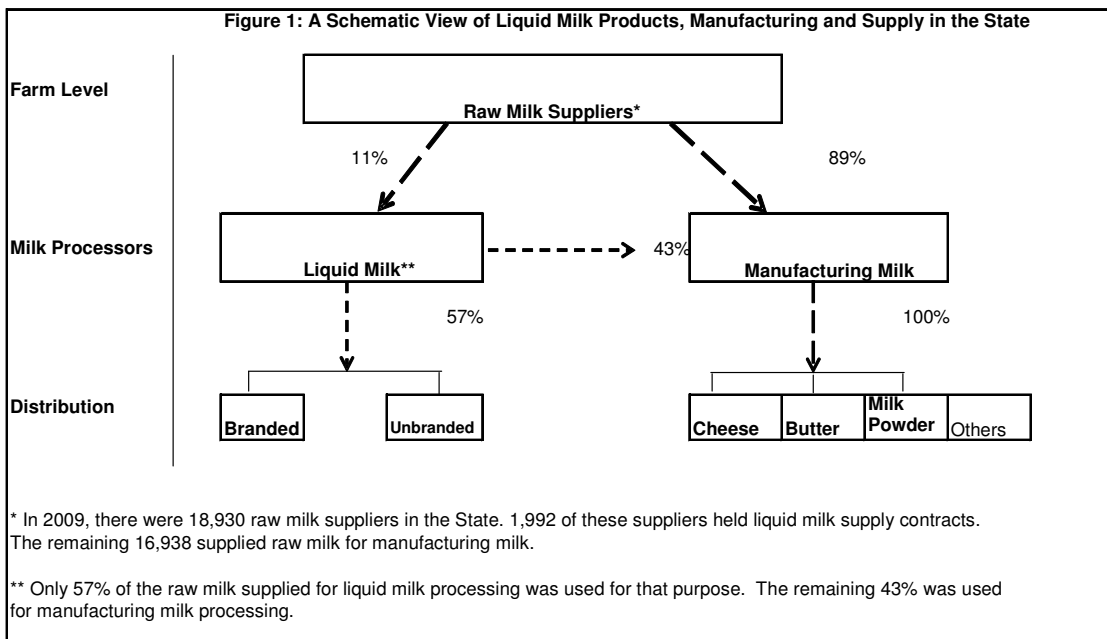 Figure 1: A Schematic View of Liquid Milk Products, Manufacturing and Supply in the State
Farm Level
Raw Milk Suppliers*
11%
89%
Milk Processors
Liquid Milk**
43%
Manufacturing Milk
57%
100%
Distribution
Branded
Unbranded
Cheese
Butter
Milk
Powder
Others
* In 2009, there were 18,930 raw milk suppliers in the State. 1,992 of these suppliers held liquid milk supply contracts.
The remaining 16,938 supplied raw milk for manufacturing milk.
** Only 57% of the raw milk supplied for liquid milk processing was used for that purpose.  The remaining 43% was used
for manufacturing milk processing.